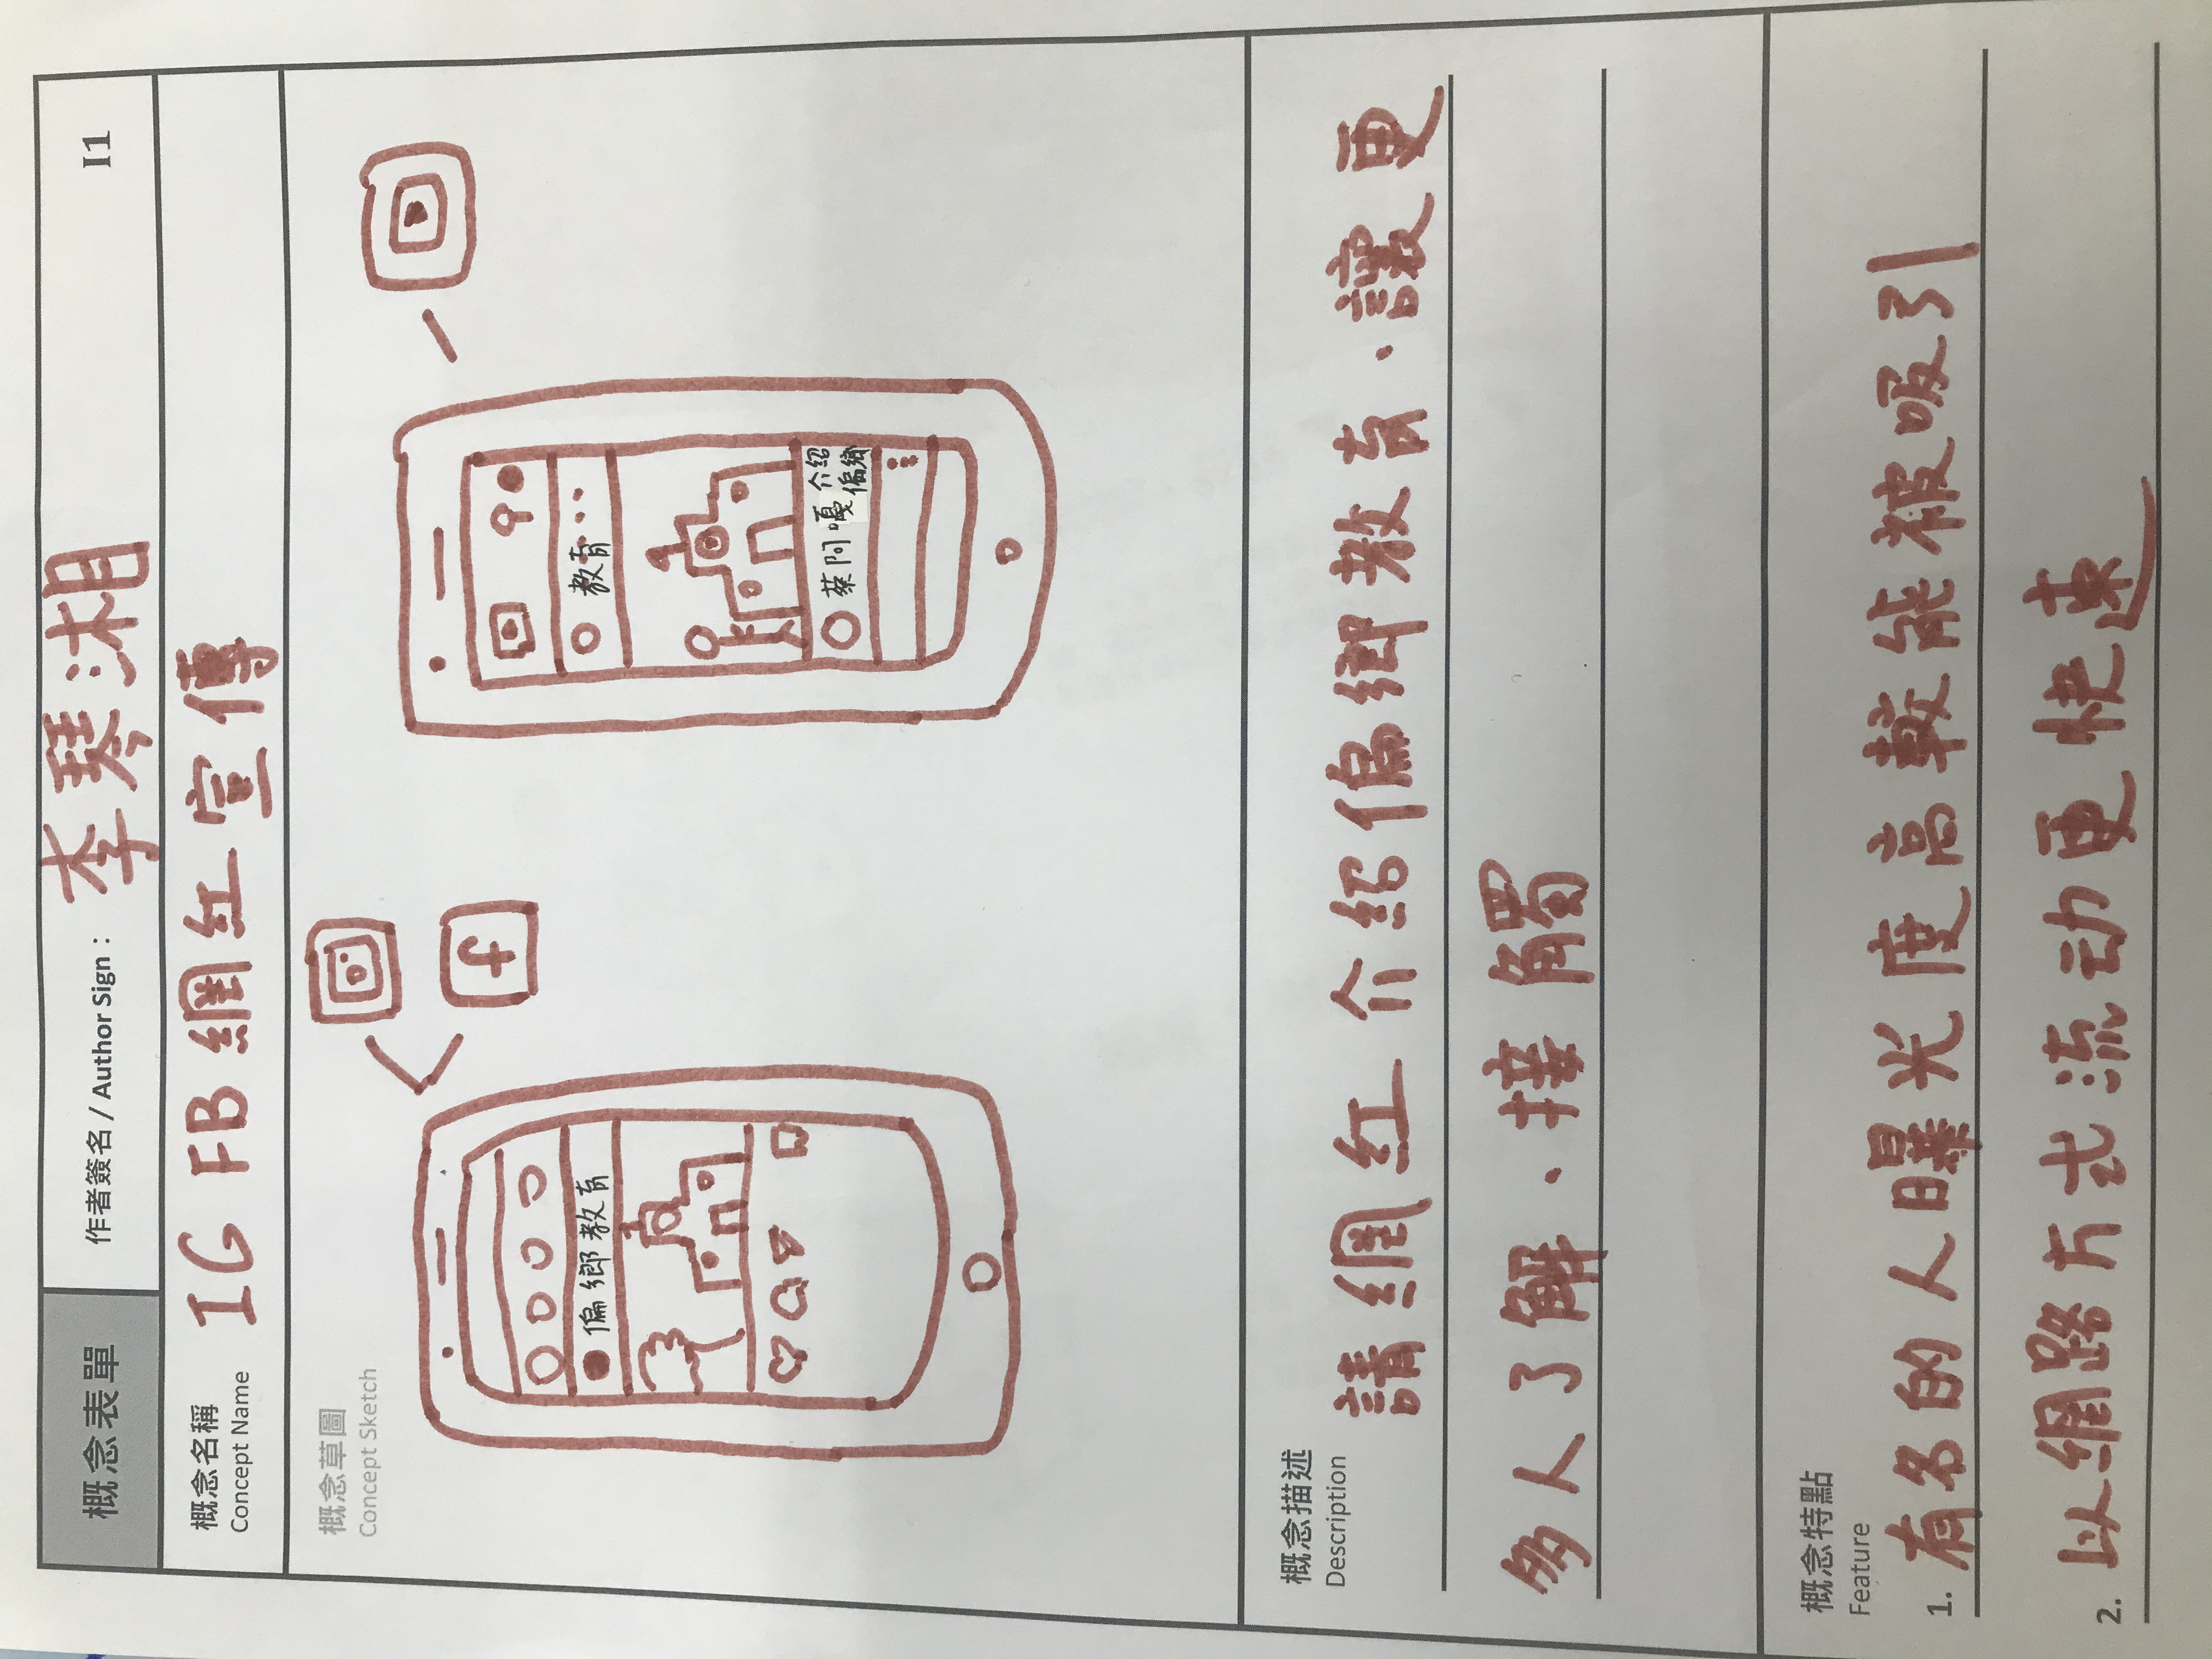 概念表單
作者簽名 / Author Sign： 李琴湘
I1
概念名稱
Concept Name
IG FB 網紅宣傳
概念草圖
Concept Sketch
f
偏鄉教育
教育...
蔡阿嘎 介紹
偏鄉
概念描述
Description
請網紅介紹偏鄉教育、讓更
多人了解、接觸
概念特點
Feature
1. 有名的人曝光度高較能被吸引
2. 以網路方式流动更快速